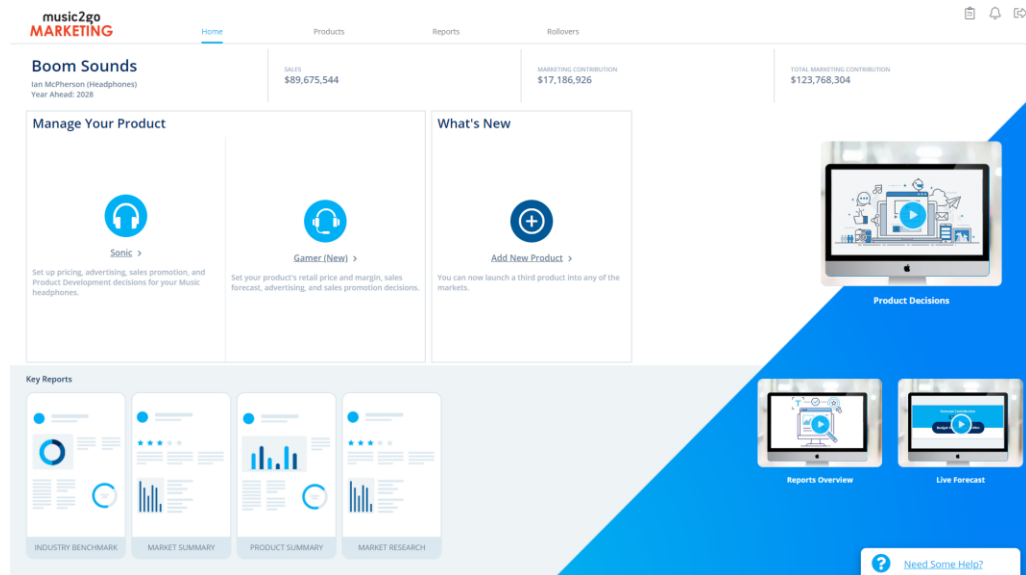 music2go
MARKETING
Home
Products
Reports
Rollovers
Boom Sounds
Ian McPherson (Headphones)
Year Ahead: 2028
SALES
$89,675,544
MARKETING CONTRIBUTION
$17,186,926
TOTAL MARKETING CONTRIBUTION
$123,768,304
Manage Your Product
Sonic >
Set up pricing, advertising, sales promotion, and
Product Development decisions for your Music
headphones.
Gamer (New) >
Set your product's retail price and margin, sales
forecast, advertising, and sales promotion decisions.
What's New
Add New Product >
You can now launch a third product into any of the
markets.
Product Decisions
Key Reports
INDUSTRY BENCHMARK
MARKET SUMMARY
PRODUCT SUMMARY
MARKET RESEARCH
Reports Overview
Live Forecast
? Need Some Help?